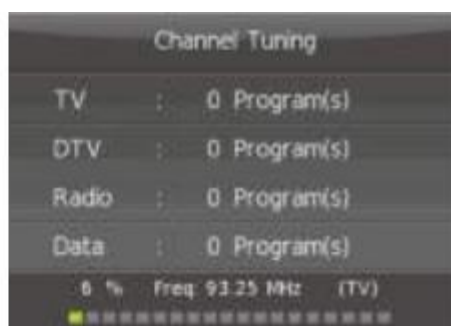 Channel Tuning
TV : 0 Program(s)
DTV : 0 Program(s)
Radio : 0 Program(s)
Data : 0 Program(s)
6 % Freq 93.25 MHz (TV)